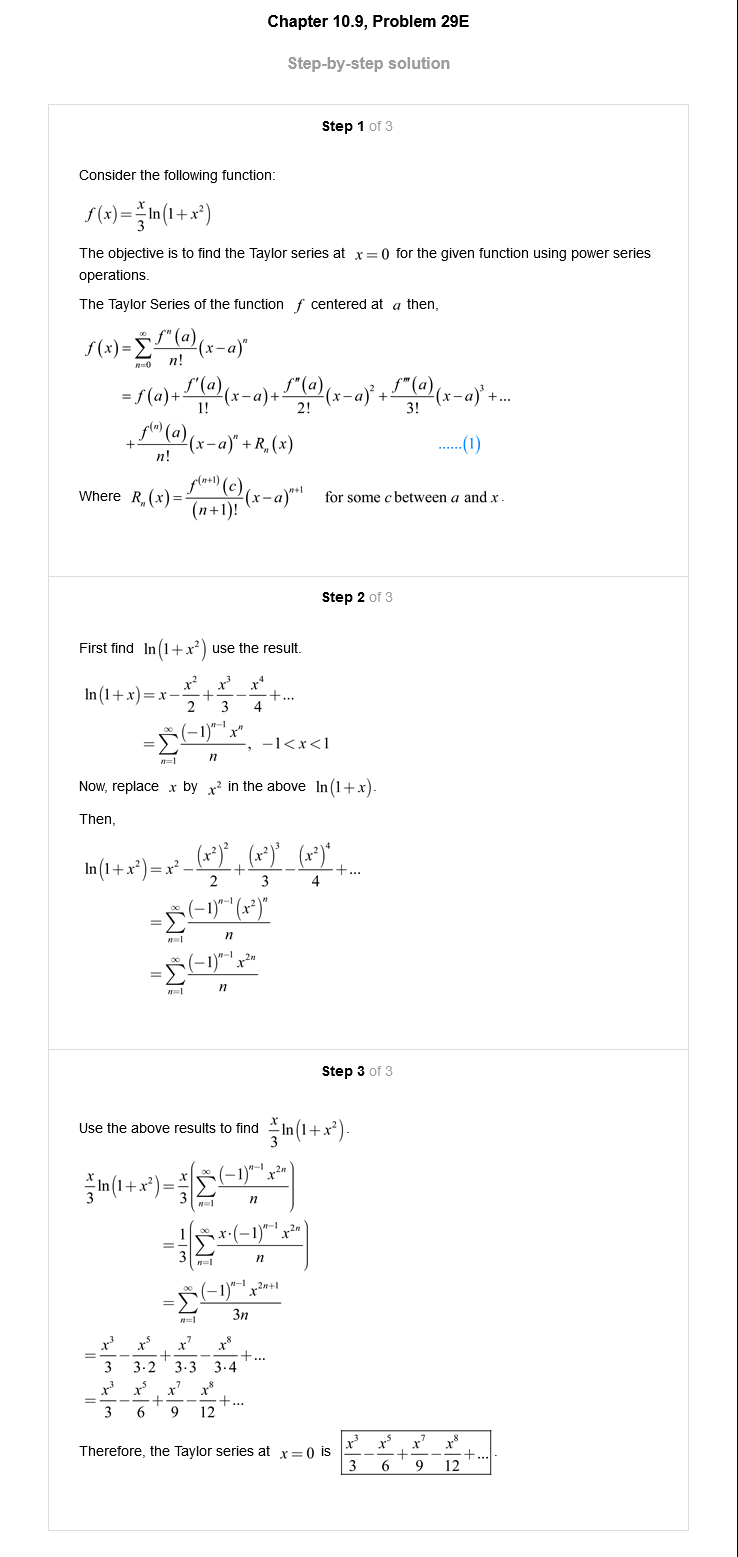 Chapter 10.9, Problem 29E
Step-by-step solution
Step 1 of 3
Consider the following function:
f(x)=\frac{x}{3}\ln(1+x^2)
The objective is to find the Taylor series at x=0 for the given function using power series
operations.
The Taylor Series of the function f centered at a then,
f(x)=\sum_{n=0}^{\infty}\frac{f^n(a)}{n!}(x-a)^n
=f(a)+\frac{f'(a)}{1!}(x-a)+\frac{f''(a)}{2!}(x-a)^2+\frac{f'''(a)}{3!}(x-a)^3+...
+\frac{f^{(n)}(a)}{n!}(x-a)^n+R_n(x) ......(1)
Where R_n(x)=\frac{f^{(n+1)}(c)}{(n+1)!}(x-a)^{n+1} for some c between a and x.
Step 2 of 3
First find \ln(1+x^2) use the result.
\ln(1+x)=x-\frac{x^2}{2}+\frac{x^3}{3}-\frac{x^4}{4}+...
=\sum_{n=1}^{\infty}\frac{(-1)^{n-1}x^n}{n}, -1<x<1
Now, replace x by x^2 in the above \ln(1+x).
Then,
\ln(1+x^2)=x^2-\frac{(x^2)^2}{2}+\frac{(x^2)^3}{3}-\frac{(x^2)^4}{4}+...
=\sum_{n=1}^{\infty}\frac{(-1)^{n-1}(x^2)^n}{n}
=\sum_{n=1}^{\infty}\frac{(-1)^{n-1}x^{2n}}{n}
Step 3 of 3
Use the above results to find \frac{x}{3}\ln(1+x^2).
\frac{x}{3}\ln(1+x^2)=\frac{x}{3}\left(\sum_{n=1}^{\infty}\frac{(-1)^{n-1}x^{2n}}{n}\right)
=\frac{1}{3}\left(\sum_{n=1}^{\infty}\frac{x\cdot(-1)^{n-1}x^{2n}}{n}\right)
=\sum_{n=1}^{\infty}\frac{(-1)^{n-1}x^{2n+1}}{3n}
=\frac{x^3}{3}-\frac{x^5}{3\cdot2}+\frac{x^7}{3\cdot3}-\frac{x^8}{3\cdot4}+...
=\frac{x^3}{3}-\frac{x^5}{6}+\frac{x^7}{9}-\frac{x^8}{12}+...
Therefore, the Taylor series at x=0 is \frac{x^3}{3}-\frac{x^5}{6}+\frac{x^7}{9}-\frac{x^8}{12}+... .